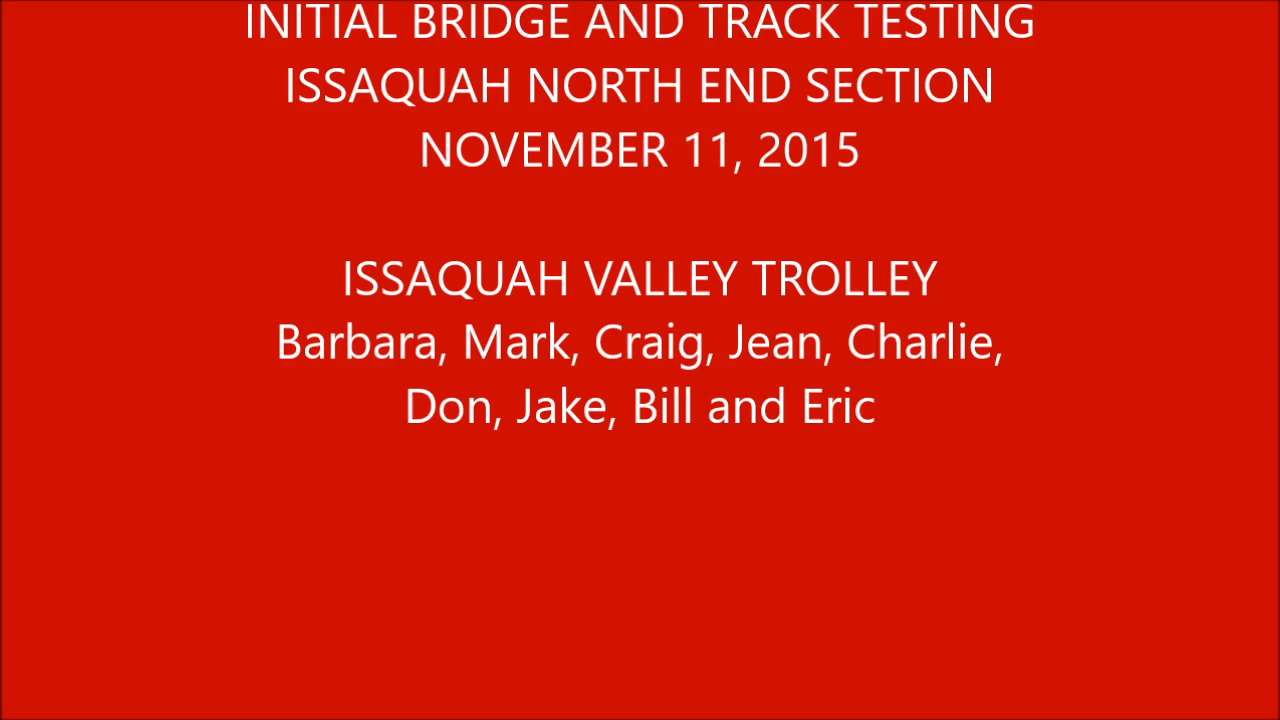 INITIAL BRIDGE AND TRACK TESTING
ISSAQUAH NORTH END SECTION
NOVEMBER 11, 2015
ISSAQUAH VALLEY TROLLEY
Barbara, Mark, Craig, Jean, Charlie,
Don, Jake, Bill and Eric